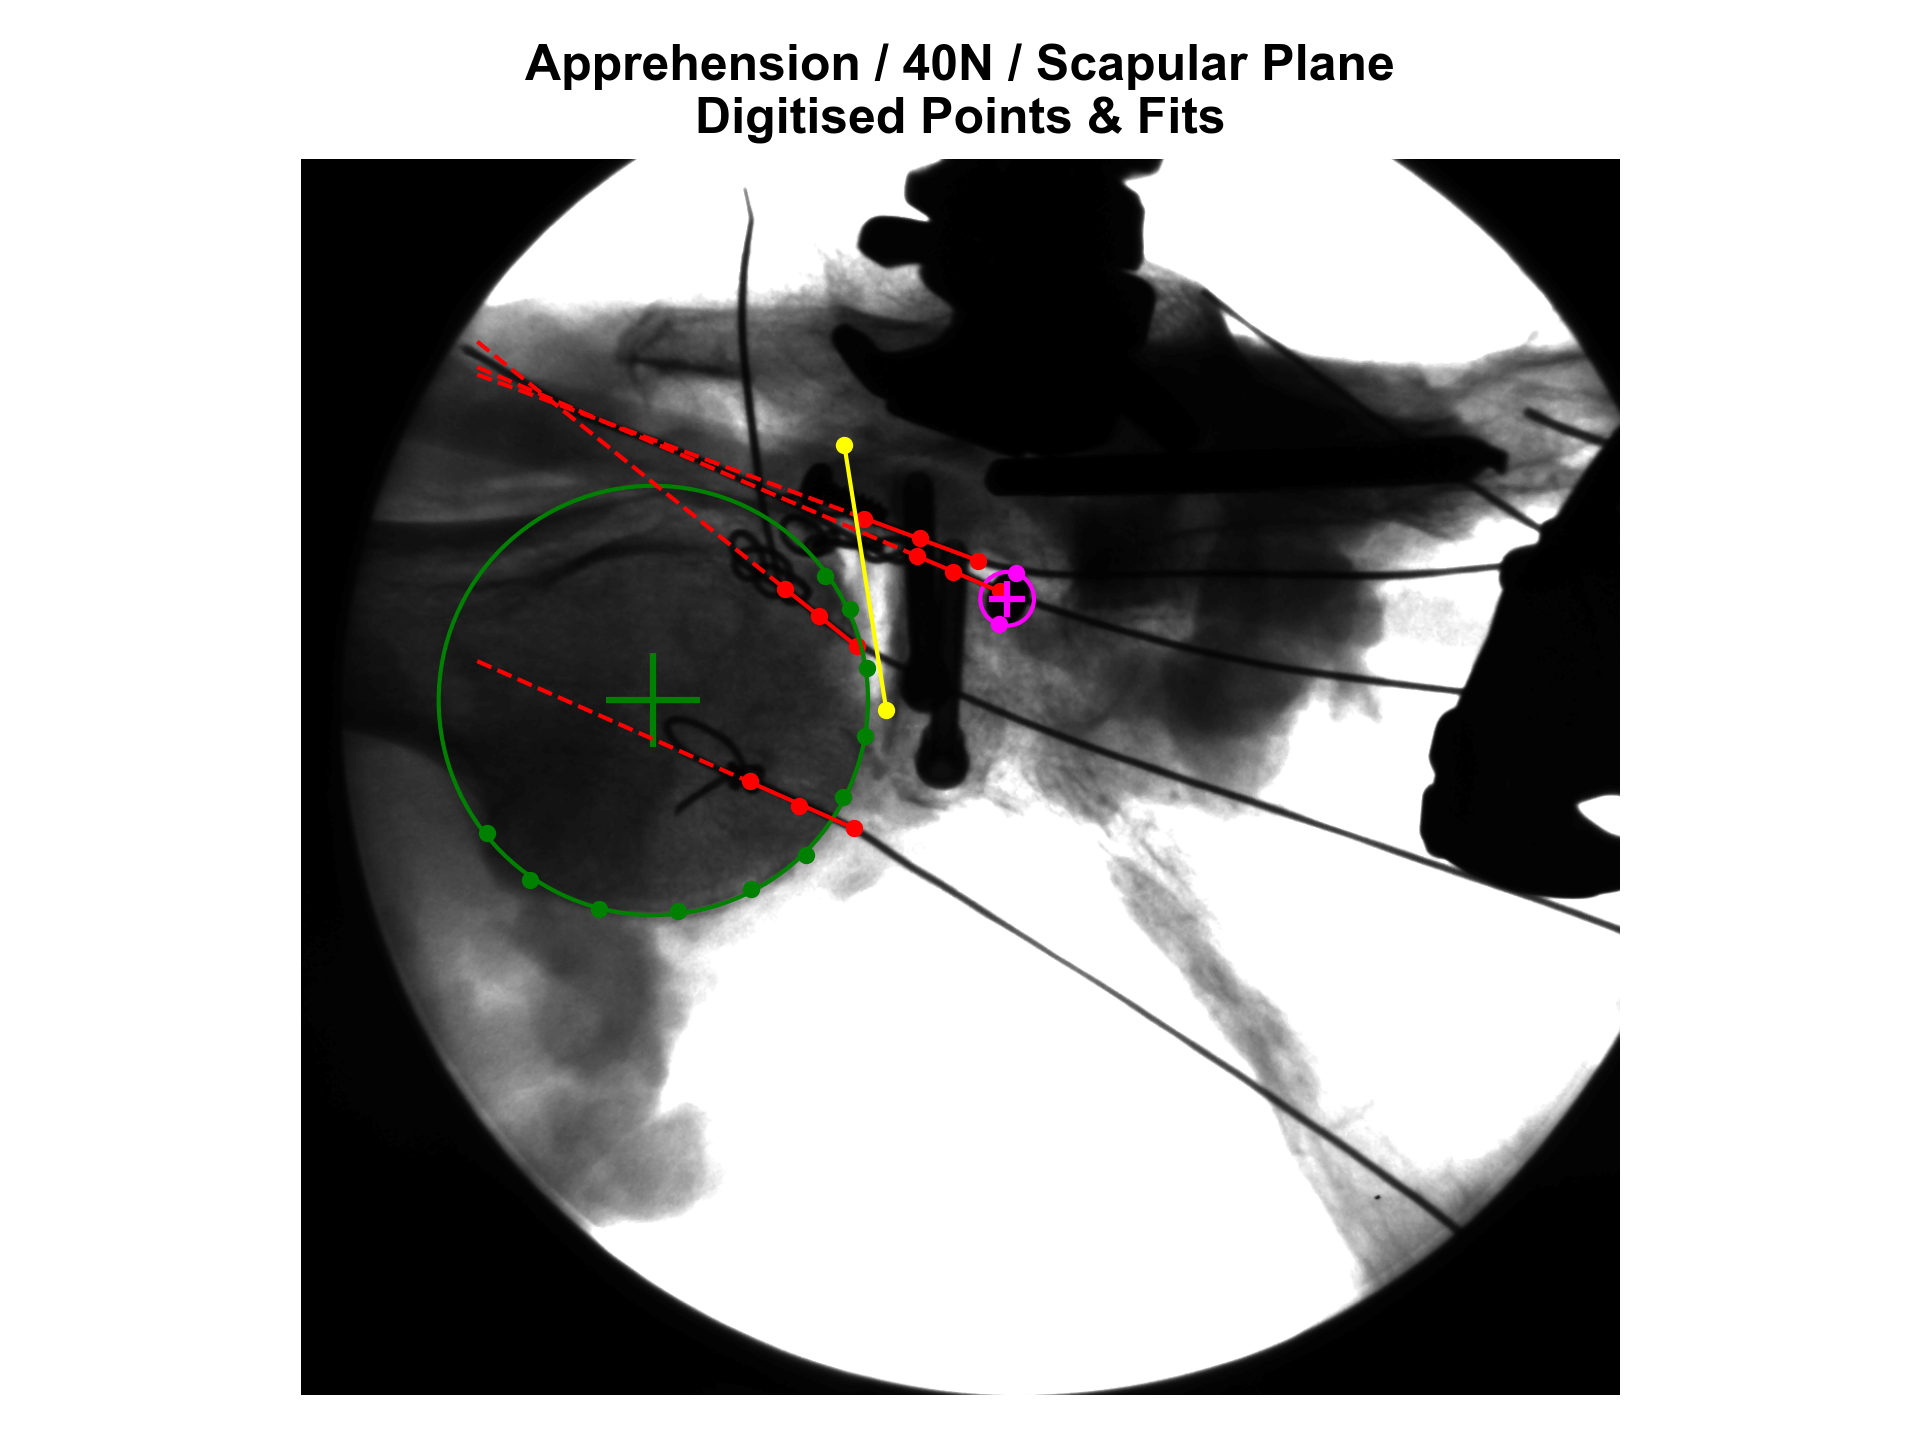 Apprehension / 40N / Scapular Plane
Digitised Points & Fits